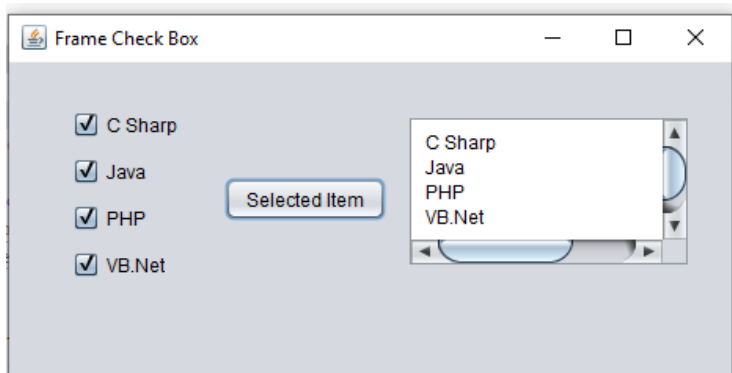 Frame Check Box
C Sharp
Java
PHP
VB.Net
Selected Item
C Sharp
Java
PHP
VB.Net